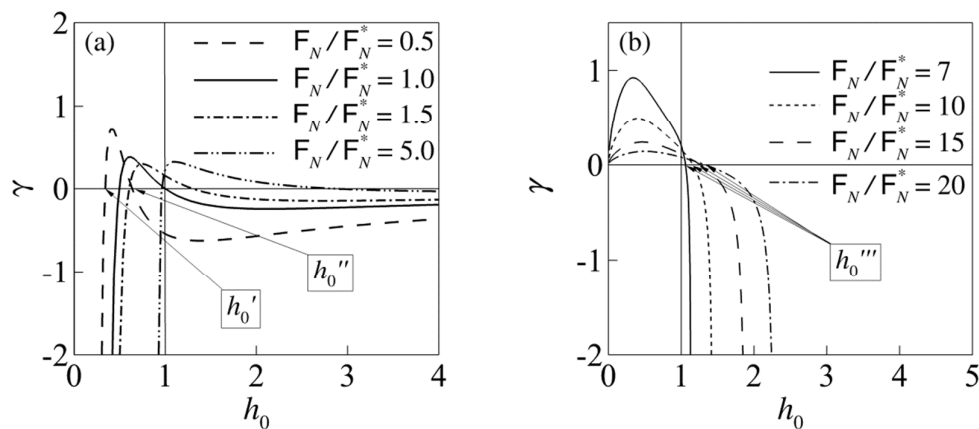 (a)
F_N/F_N^* = 0.5
F_N/F_N^* = 1.0
F_N/F_N^* = 1.5
F_N/F_N^* = 5.0
2
1
0
-1
-2
γ
h_0'
h_0''
0 1 2 3 4
h_0
(b)
F_N/F_N^* = 7
F_N/F_N^* = 10
F_N/F_N^* = 15
F_N/F_N^* = 20
1
0
-1
-2
γ
h_0'''
0 1 2 3 4 5
h_0